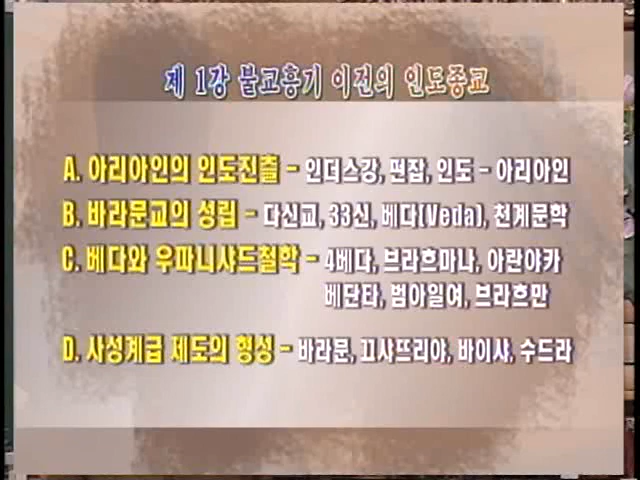 제 1강 불교흥기 이전의 인도종교
A. 아리아인의 인도진출 - 인더스강, 펀잡, 인도 - 아리아인
B. 바라문교의 성립 - 다신교, 33신, 베다(Veda), 천계문학
C. 베다와 우파니샤드철학 - 4베다, 브라흐마나, 아란야카
베단타, 범아일여, 브라흐만
D. 사성계급 제도의 형성 - 바라문, 끄샤뜨리야, 바이샤, 수드라